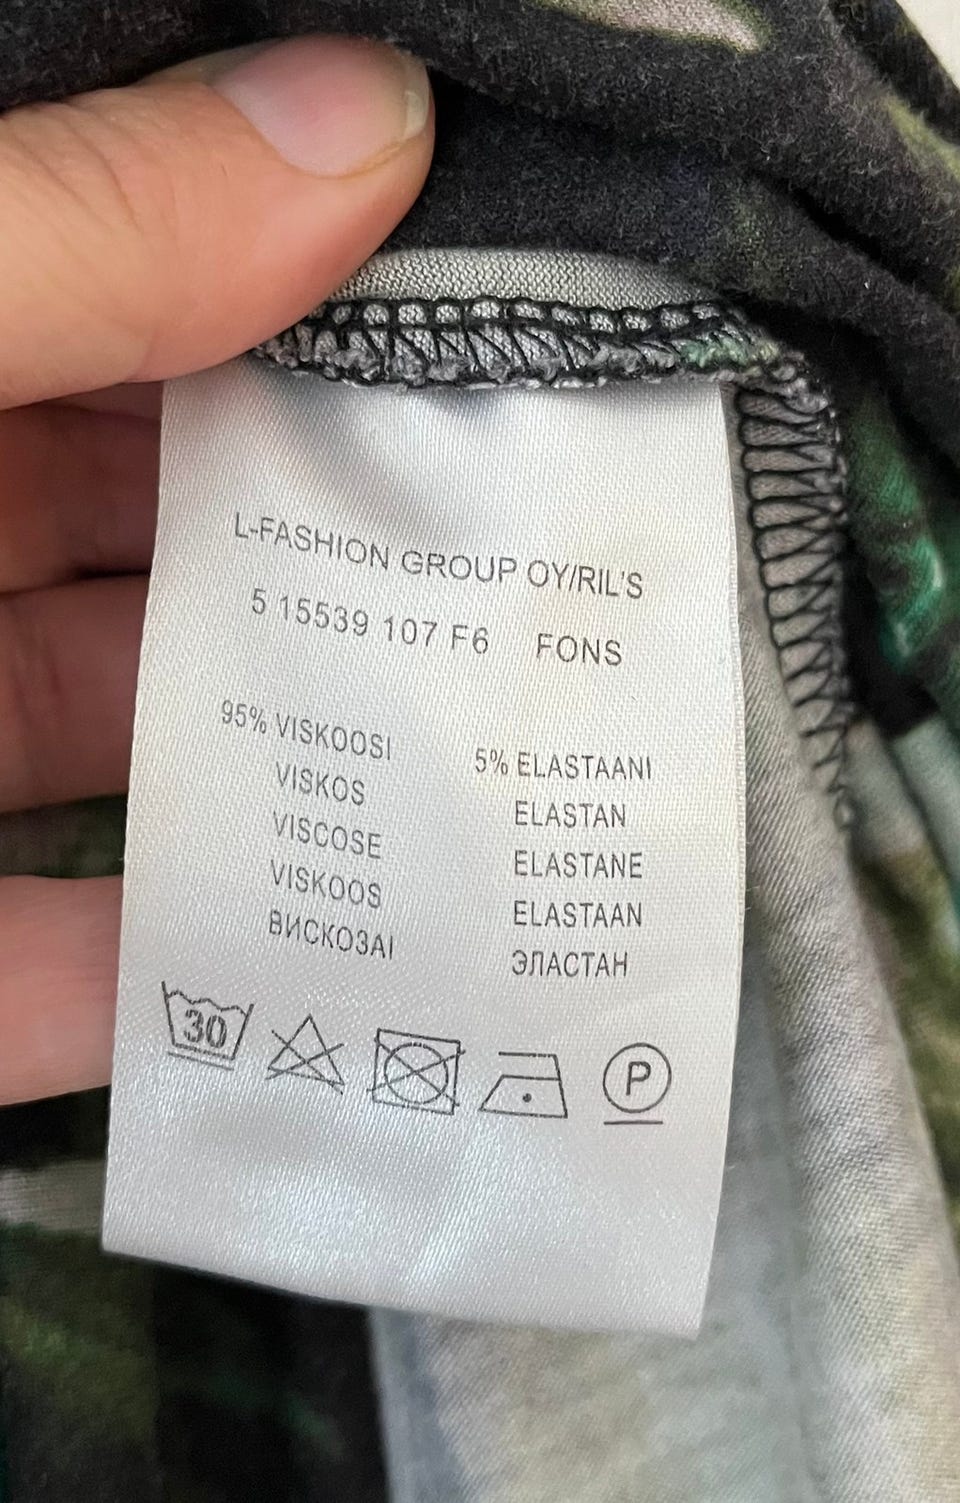 L-FASHION GROUP OY/RIL'S
5 15539 107 F6 FONS
95% VISKOOSI
VISKOS
VISCOSE
VISKOOS
ВИСКОЗАІ
5% ELASTAANI
ELASTAN
ELASTANE
ELASTAAN
ЭЛАСТАН
30
P